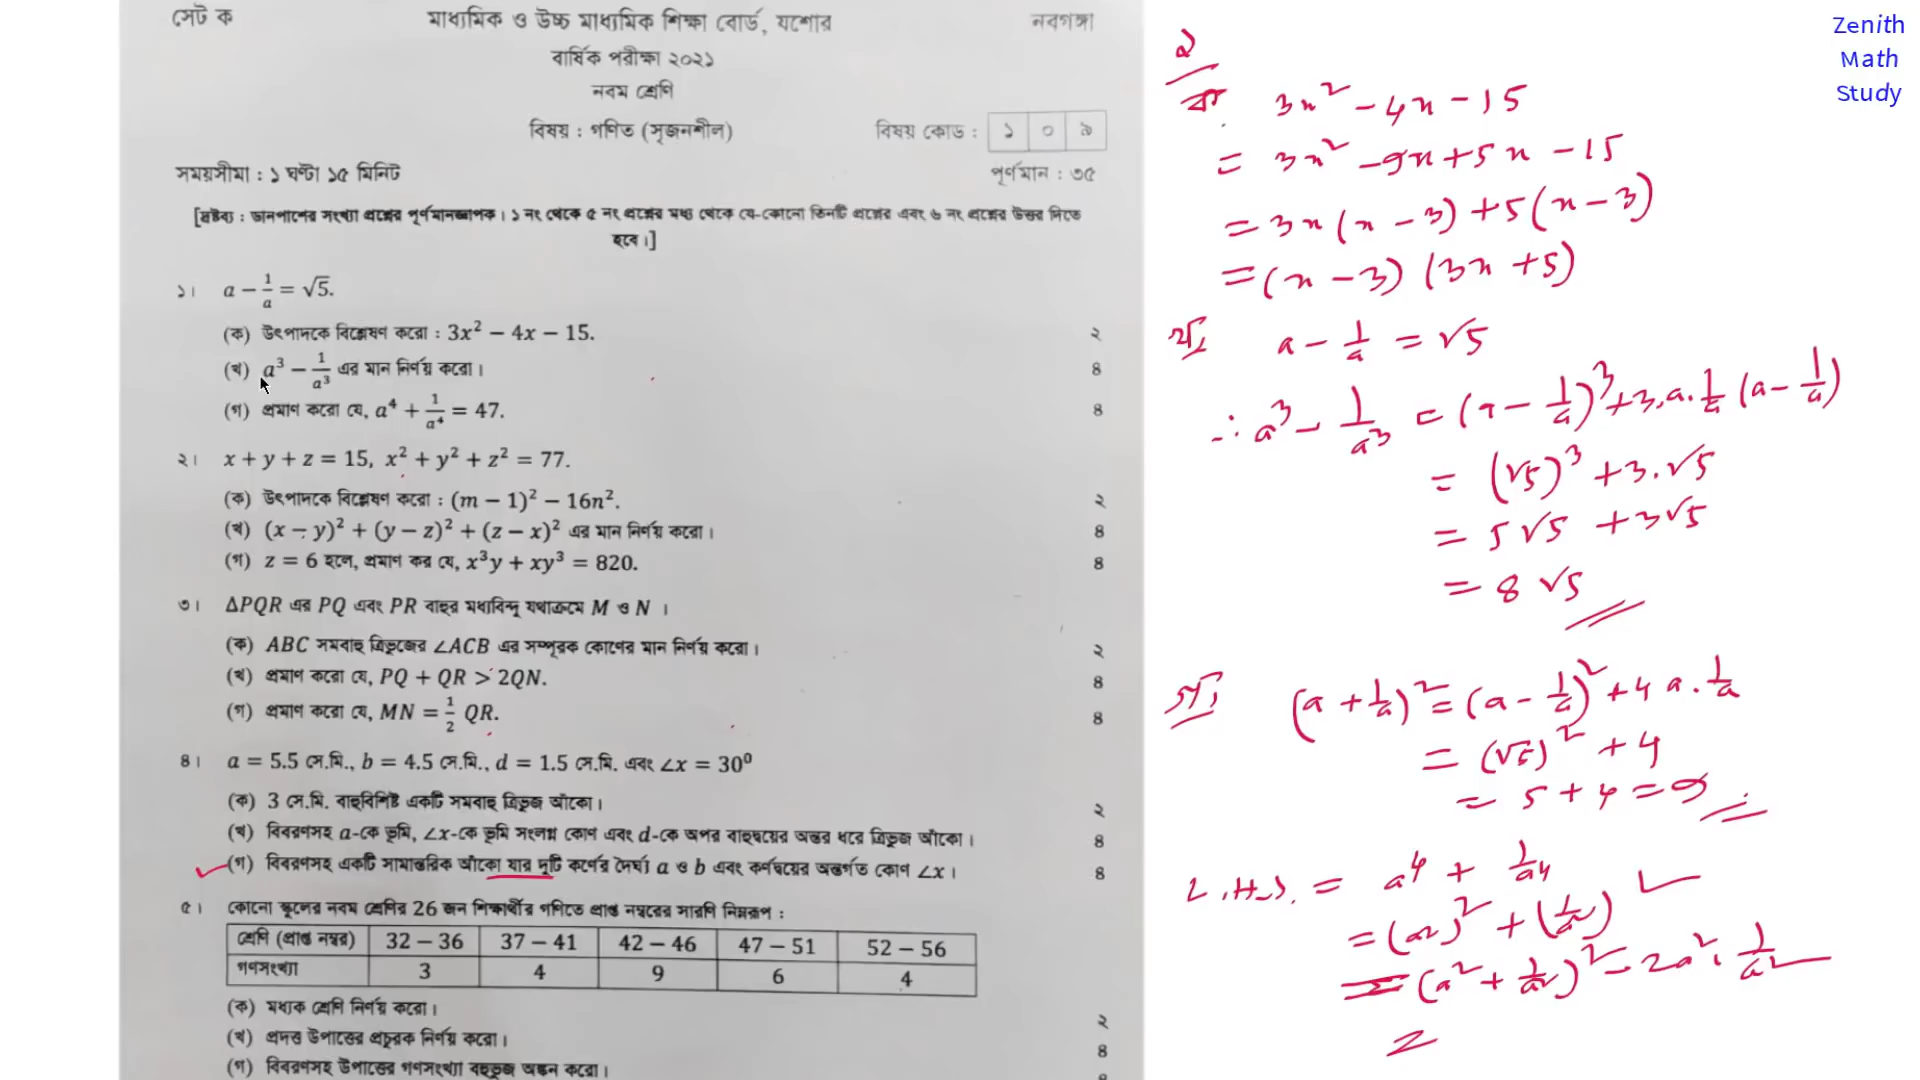 সেট ক
মাধ্যমিক ও উচ্চ মাধ্যমিক শিক্ষা বোর্ড, যশোর
নবগঙ্গা
বার্ষিক পরীক্ষা ২০২১
নবম শ্রেণি
বিষয় : গণিত (সৃজনশীল)
বিষয় কোড : ১ ০ ৯
সময়সীমা : ১ ঘণ্টা ১৫ মিনিট
পূর্ণমান : ৩৫
[দ্রষ্টব্য : ডানপাশের সংখ্যা প্রশ্নের পূর্ণমানজ্ঞাপক। ১ নং থেকে ৫ নং প্রশ্নের মধ্য থেকে যে-কোনো তিনটি প্রশ্নের এবং ৬ নং প্রশ্নের উত্তর দিতে
হবে।]
১। a − 1/a = √5.
(ক) উৎপাদকে বিশ্লেষণ করো : 3x² − 4x − 15. ২
(খ) a³ − 1/a³ এর মান নির্ণয় করো। ৪
(গ) প্রমাণ করো যে, a⁴ + 1/a⁴ = 47. ৪
২। x + y + z = 15, x² + y² + z² = 77.
(ক) উৎপাদকে বিশ্লেষণ করো : (m − 1)² − 16n². ২
(খ) (x − y)² + (y − z)² + (z − x)² এর মান নির্ণয় করো। ৪
(গ) z = 6 হলে, প্রমাণ কর যে, x³y + xy³ = 820. ৪
৩। ΔPQR এর PQ এবং PR বাহুর মধ্যবিন্দু যথাক্রমে M ও N ।
(ক) ABC সমবাহু ত্রিভুজের ∠ACB এর সম্পূরক কোণের মান নির্ণয় করো। ২
(খ) প্রমাণ করো যে, PQ + QR > 2QN. ৪
(গ) প্রমাণ করো যে, MN = 1/2 QR. ৪
৪। a = 5.5 সে.মি., b = 4.5 সে.মি., d = 1.5 সে.মি. এবং ∠x = 30⁰
(ক) 3 সে.মি. বাহুবিশিষ্ট একটি সমবাহু ত্রিভুজ আঁকো। ২
(খ) বিবরণসহ a-কে ভূমি, ∠x-কে ভূমি সংলগ্ন কোণ এবং d-কে অপর বাহুদ্বয়ের অন্তর ধরে ত্রিভুজ আঁকো। ৪
(গ) বিবরণসহ একটি সামান্তরিক আঁকো যার দুটি কর্ণের দৈর্ঘ্য a ও b এবং কর্ণদ্বয়ের অন্তর্গত কোণ ∠x। ৪
৫। কোনো স্কুলের নবম শ্রেণির 26 জন শিক্ষার্থীর গণিতে প্রাপ্ত নম্বরের সারণি নিম্নরূপ :
শ্রেণি (প্রাপ্ত নম্বর) 32 − 36 37 − 41 42 − 46 47 − 51 52 − 56
গণসংখ্যা 3 4 9 6 4
(ক) মধ্যক শ্রেণি নির্ণয় করো। ২
(খ) প্রদত্ত উপাত্তের প্রচুরক নির্ণয় করো। ৪
(গ) বিবরণসহ উপাত্তের গণসংখ্যা বহুভুজ অঙ্কন করো। ৪
Zenith
Math
Study
১
ক 3x² − 4x − 15
= 3x² − 9x + 5x − 15
= 3x(x − 3) + 5(x − 3)
= (x − 3) (3x + 5)
খ। a − 1/a = √5
∴ a³ − 1/a³ = (a − 1/a)³ + 3.a.1/a (a − 1/a)
= (√5)³ + 3.√5
= 5√5 + 3√5
= 8√5
গ। (a + 1/a)² = (a − 1/a)² + 4 a . 1/a
= (√5)² + 4
= 5 + 4 = 9
L.H.S. = a⁴ + 1/a⁴
= (a²)² + (1/a²)²
= (a² + 1/a²)² − 2a² . 1/a²
=